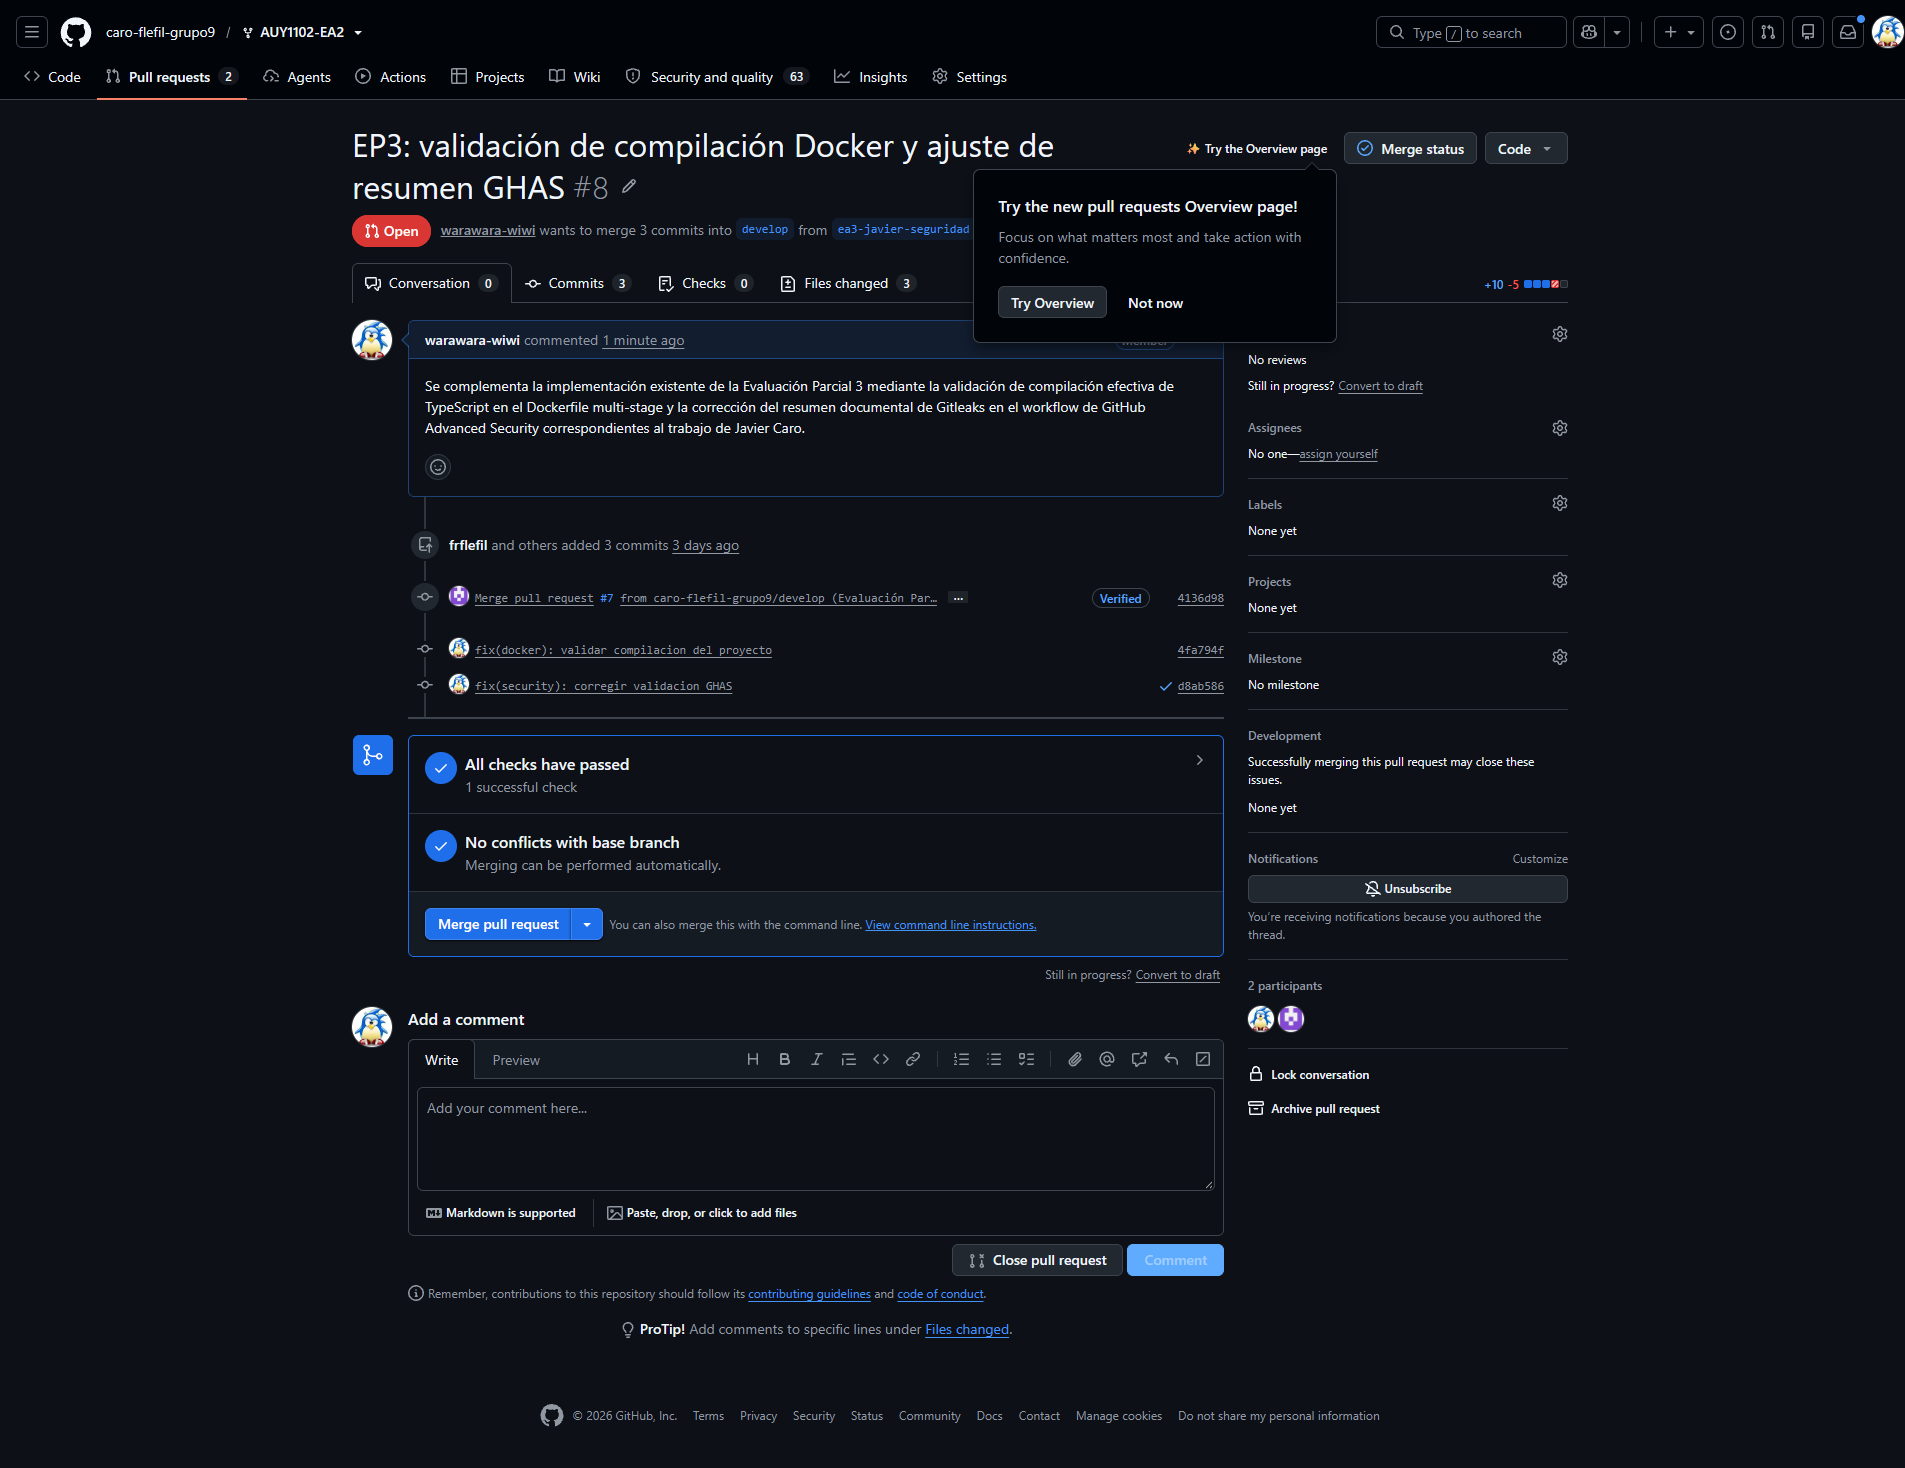 caro-flefil-grupo9 / AUY1102-EA2
Type / to search
Code
Pull requests 2
Agents
Actions
Projects
Wiki
Security and quality 63
Insights
Settings
EP3: validación de compilación Docker y ajuste de
resumen GHAS #8
Try the Overview page
Merge status
Code
Open
warawara-wiwi wants to merge 3 commits into develop from ea3-javier-seguridad
Try the new pull requests Overview page!
Focus on what matters most and take action with
confidence.
Try Overview
Not now
Conversation 0
Commits 3
Checks 0
Files changed 3
+10 -5
warawara-wiwi commented 1 minute ago
Member
Se complementa la implementación existente de la Evaluación Parcial 3 mediante la validación de compilación efectiva de
TypeScript en el Dockerfile multi-stage y la corrección del resumen documental de Gitleaks en el workflow de GitHub
Advanced Security correspondientes al trabajo de Javier Caro.
frflefil and others added 3 commits 3 days ago
Merge pull request #7 from caro-flefil-grupo9/develop (Evaluación Par… ...
Verified
4136d98
fix(docker): validar compilacion del proyecto
4fa794f
fix(security): corregir validacion GHAS
d8ab586
All checks have passed
1 successful check
No conflicts with base branch
Merging can be performed automatically.
Merge pull request
You can also merge this with the command line. View command line instructions.
Still in progress? Convert to draft
Add a comment
Write
Preview
Add your comment here...
Markdown is supported
Paste, drop, or click to add files
Close pull request
Comment
Remember, contributions to this repository should follow its contributing guidelines and code of conduct.
ProTip! Add comments to specific lines under Files changed.
No reviews
Still in progress? Convert to draft
Assignees
No one—assign yourself
Labels
None yet
Projects
None yet
Milestone
No milestone
Development
Successfully merging this pull request may close these
issues.
None yet
Notifications
Customize
Unsubscribe
You're receiving notifications because you authored the
thread.
2 participants
Lock conversation
Archive pull request
© 2026 GitHub, Inc.
Terms
Privacy
Security
Status
Community
Docs
Contact
Manage cookies
Do not share my personal information